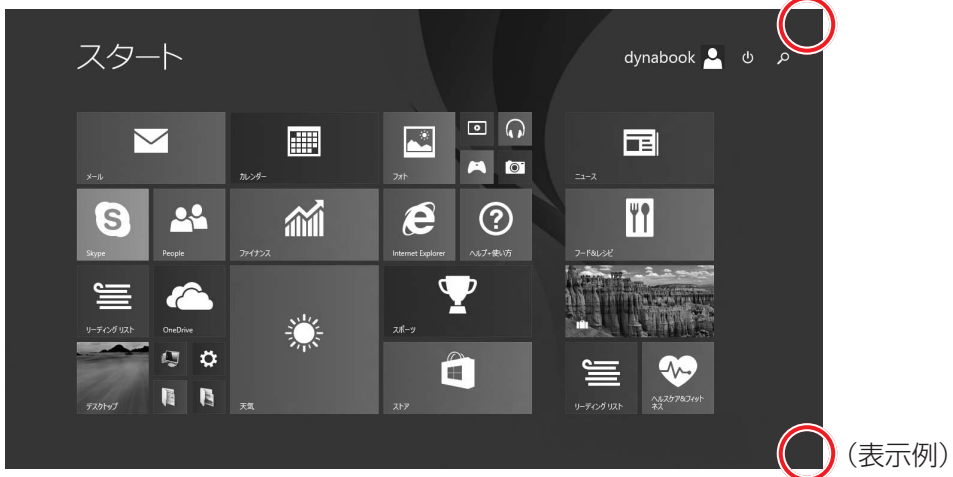 スタート
dynabook
メール
カレンダー
フォト
ニュース
Skype
People
ファイナンス
Internet Explorer
ヘルプ+使い方
フード&レシピ
リーディング リスト
OneDrive
スポーツ
デスクトップ
天気
ストア
リーディング リスト
ヘルスケア&フィット
ネス
(表示例)